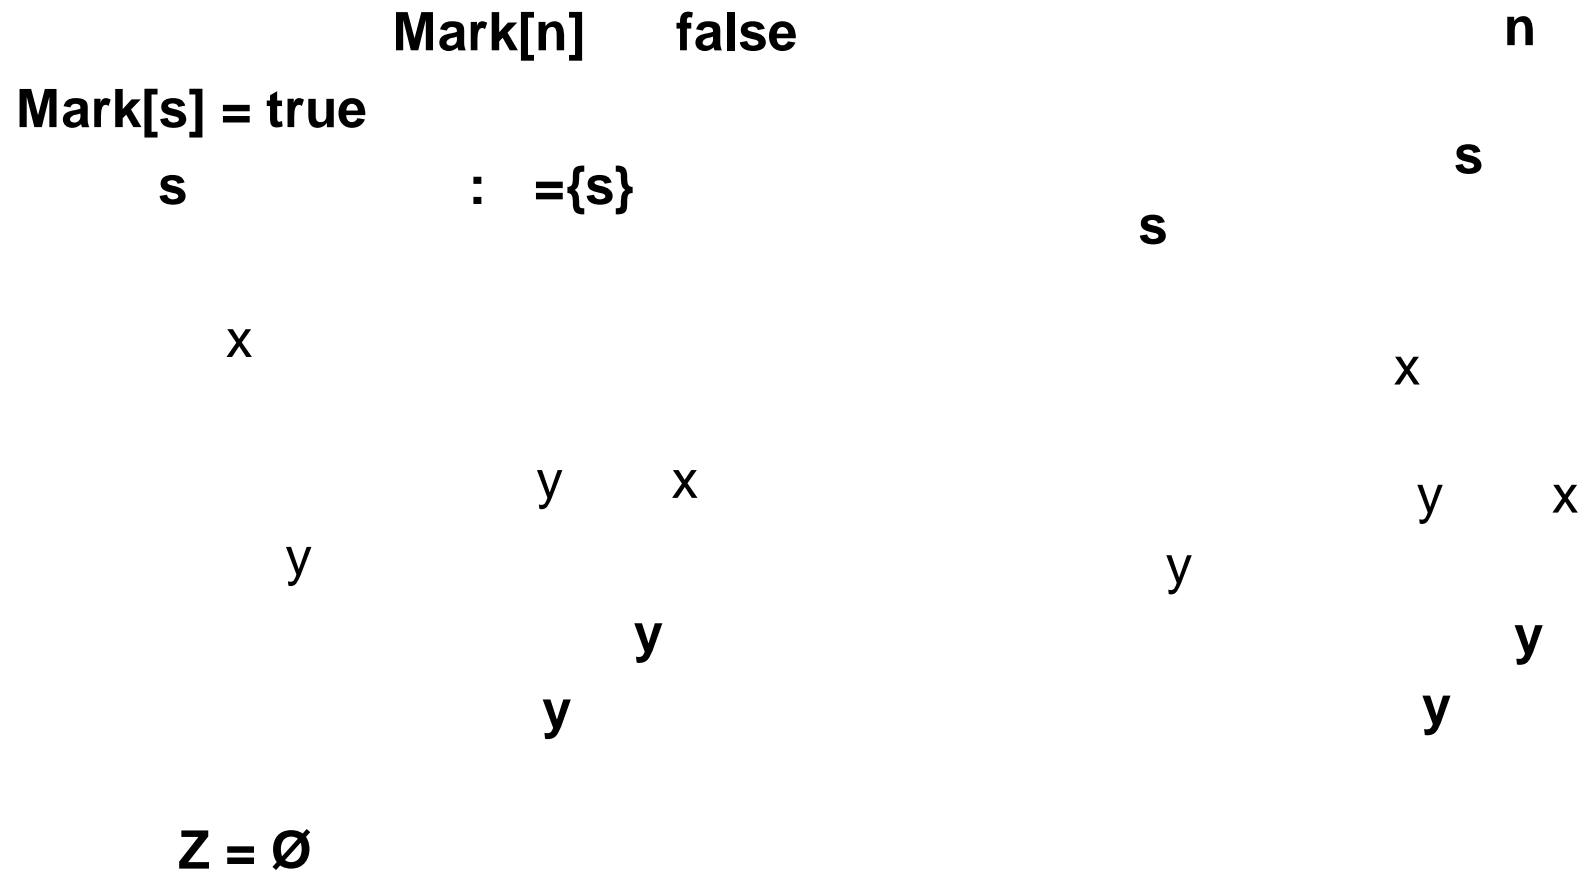 Mark[n] false n
Mark[s] = true
s : ={s} s
s
x x
y x y x
y y
y y
y y
Z = Ø